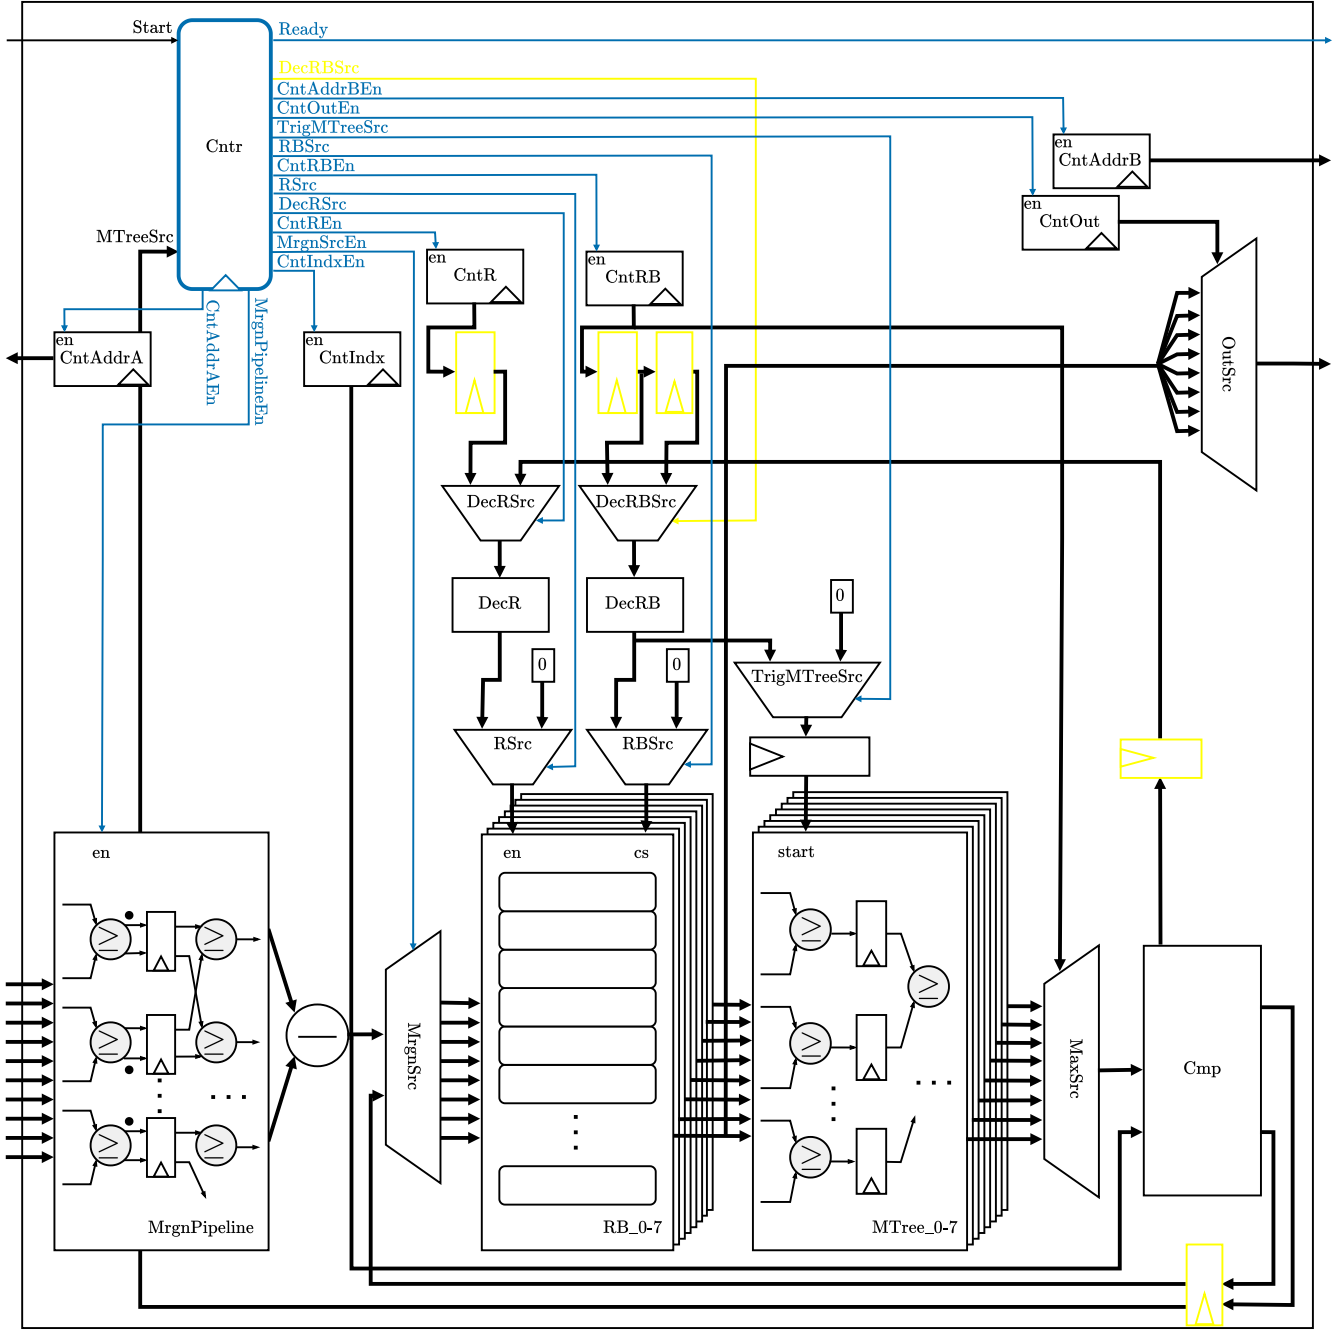 Start
Ready
DecRBSrc
CntAddrBEn
CntOutEn
TrigMTreeSrc
RBSrc
CntRBEn
RSrc
DecRSrc
CntREn
MrgnSrcEn
CntIndxEn
Cntr
MTreeSrc
en
CntAddrB
en
CntOut
en
CntR
en
CntRB
CntAddrAEn
MrgnPipelineEn
en
CntAddrA
en
CntIndx
OutSrc
DecRSrc
DecRBSrc
DecR
DecRB
0
0
0
TrigMTreeSrc
RSrc
RBSrc
en
en
cs
start
≥
≥
≥
≥
≥
≥
≥
≥
≥
≥
MrgnSrc
MaxSrc
Cmp
MrgnPipeline
RB_0-7
MTree_0-7